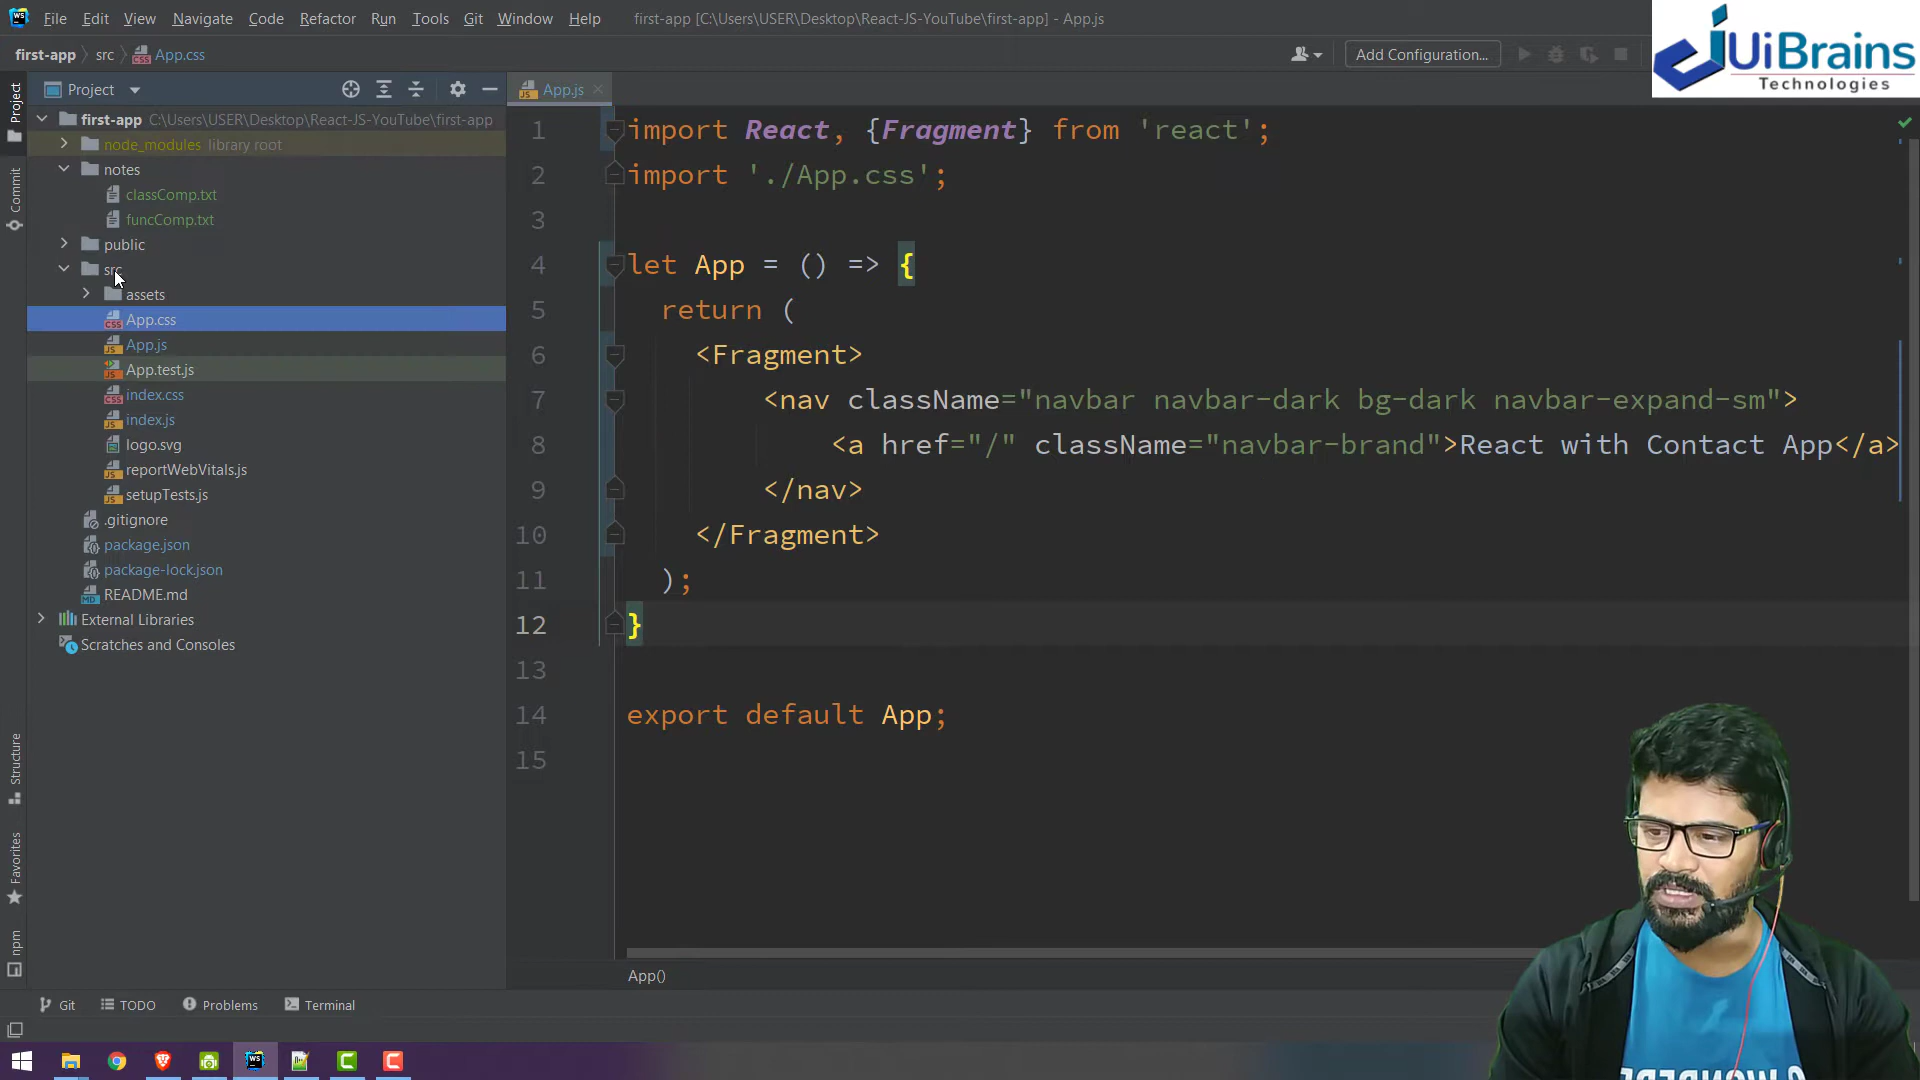 File Edit View Navigate Code Refactor Run Tools Git Window Help first-app [C:\Users\USER\Desktop\React-JS-YouTube\first-app] - App.js
first-app src App.css Add Configuration...
UiBrains
Technologies
Project
Commit
Structure
Favorites
npm
Project
first-app C:\Users\USER\Desktop\React-JS-YouTube\first-app
node_modules library root
notes
classComp.txt
funcComp.txt
public
src
assets
App.css
App.js
App.test.js
index.css
index.js
logo.svg
reportWebVitals.js
setupTests.js
.gitignore
package.json
package-lock.json
README.md
External Libraries
Scratches and Consoles
App.js
1 import React, {Fragment} from 'react';
2 import './App.css';
3
4 let App = () => {
5 return (
6 <Fragment>
7 <nav className="navbar navbar-dark bg-dark navbar-expand-sm">
8 <a href="/" className="navbar-brand">React with Contact App</a>
9 </nav>
10 </Fragment>
11 );
12 }
13
14 export default App;
15
App()
Git TODO Problems Terminal
WS